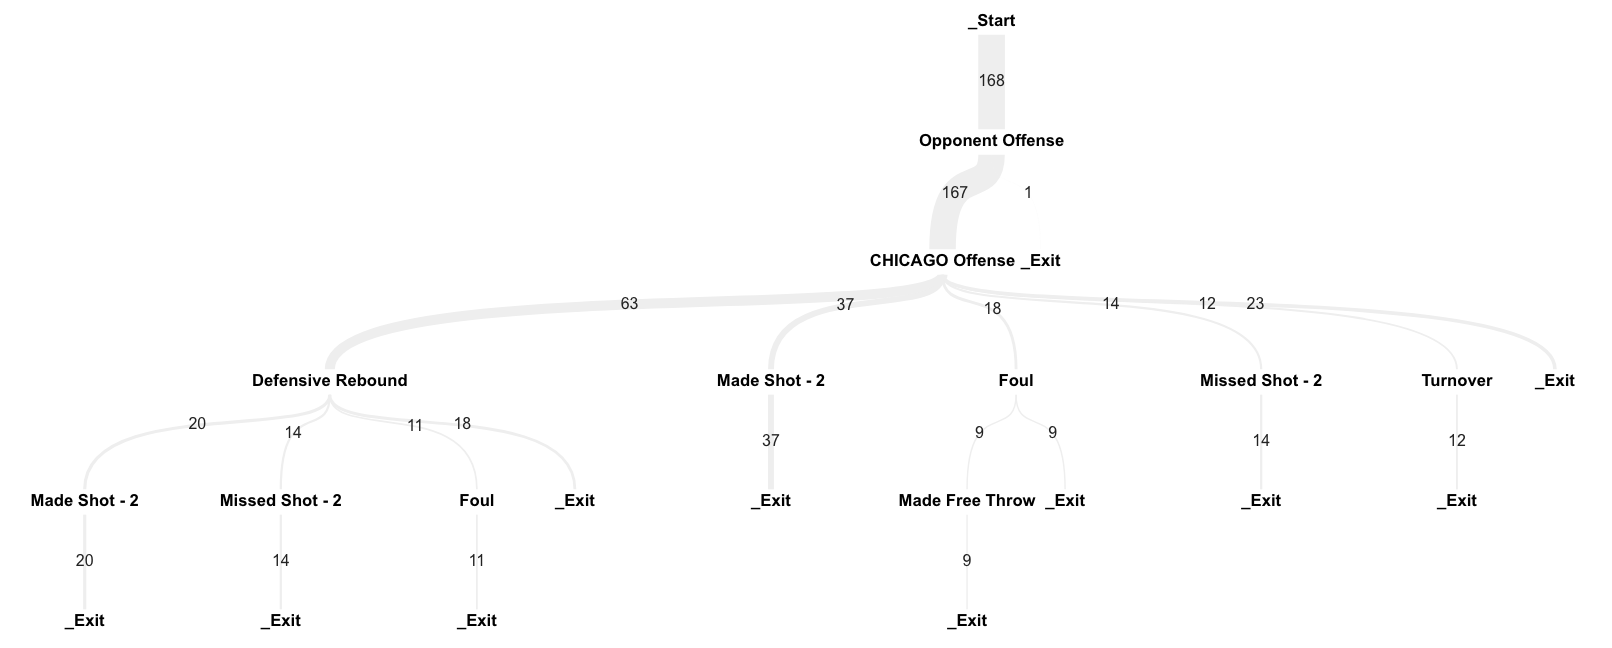 _Start
168
Opponent Offense
167 1
CHICAGO Offense _Exit
63 37 18 14 12 23
Defensive Rebound Made Shot - 2 Foul Missed Shot - 2 Turnover _Exit
20 14 11 18 37 9 9 14 12
Made Shot - 2 Missed Shot - 2 Foul _Exit _Exit Made Free Throw _Exit _Exit _Exit
20 14 11 9
_Exit _Exit _Exit _Exit